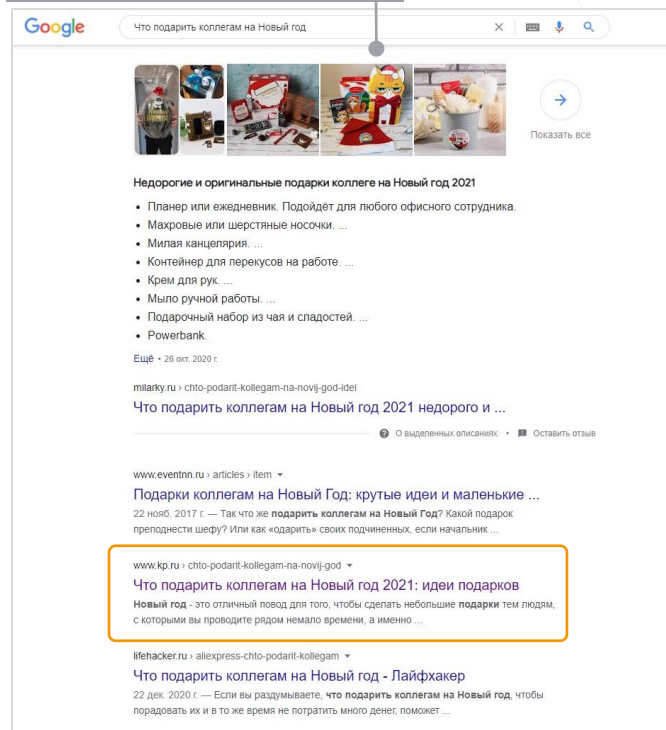 Google
Что подарить коллегам на Новый год
Показать все
Недорогие и оригинальные подарки коллеге на Новый год 2021
• Планер или ежедневник. Подойдёт для любого офисного сотрудника.
• Махровые или шерстяные носочки. ...
• Милая канцелярия. ...
• Контейнер для перекусов на работе. ...
• Крем для рук. ...
• Мыло ручной работы. ...
• Подарочный набор из чая и сладостей. ...
• Powerbank.
Ещё • 26 окт. 2020 г.
milarky.ru › chto-podarit-kollegam-na-novij-god-idei
Что подарить коллегам на Новый год 2021 недорого и ...
О выделенных описаниях • Оставить отзыв
www.eventnn.ru › articles › item
Подарки коллегам на Новый Год: крутые идеи и маленькие ...
22 нояб. 2017 г. — Так что же подарить коллегам на Новый Год? Какой подарок
преподнести шефу? Или как «одарить» своих подчиненных, если начальник ...
www.kp.ru › chto-podarit-kollegam-na-novij-god
Что подарить коллегам на Новый год 2021: идеи подарков
Новый год - это отличный повод для того, чтобы сделать небольшие подарки тем людям,
с которыми вы проводите рядом немало времени, а именно ...
lifehacker.ru › aliexpress-chto-podarit-kollegam
Что подарить коллегам на Новый год - Лайфхакер
22 дек. 2020 г. — Если вы раздумываете, что подарить коллегам на Новый год, чтобы
порадовать их и в то же время не потратить много денег, поможет ...